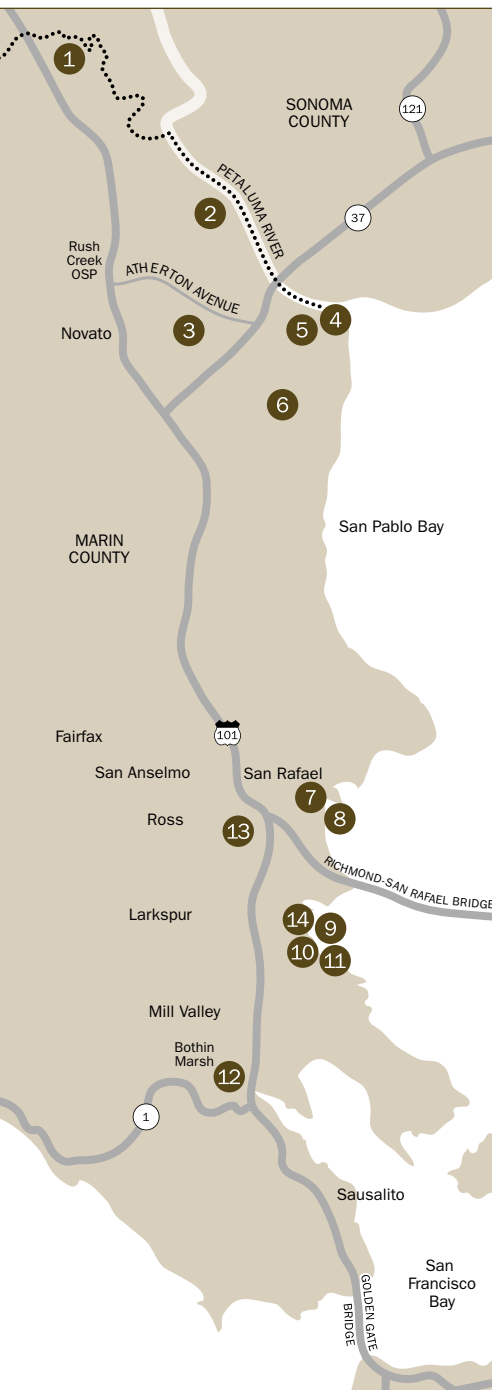 1
SONOMA
COUNTY
121
PETALUMA RIVER
2
37
Rush
Creek
OSP
ATHERTON AVENUE
Novato
3
5
4
6
San Pablo Bay
MARIN
COUNTY
101
Fairfax
San Anselmo
San Rafael
7
8
Ross
13
RICHMOND-SAN RAFAEL BRIDGE
Larkspur
14
9
10
11
Mill Valley
Bothin
Marsh
12
1
Sausalito
San
Francisco
Bay
GOLDEN GATE
BRIDGE